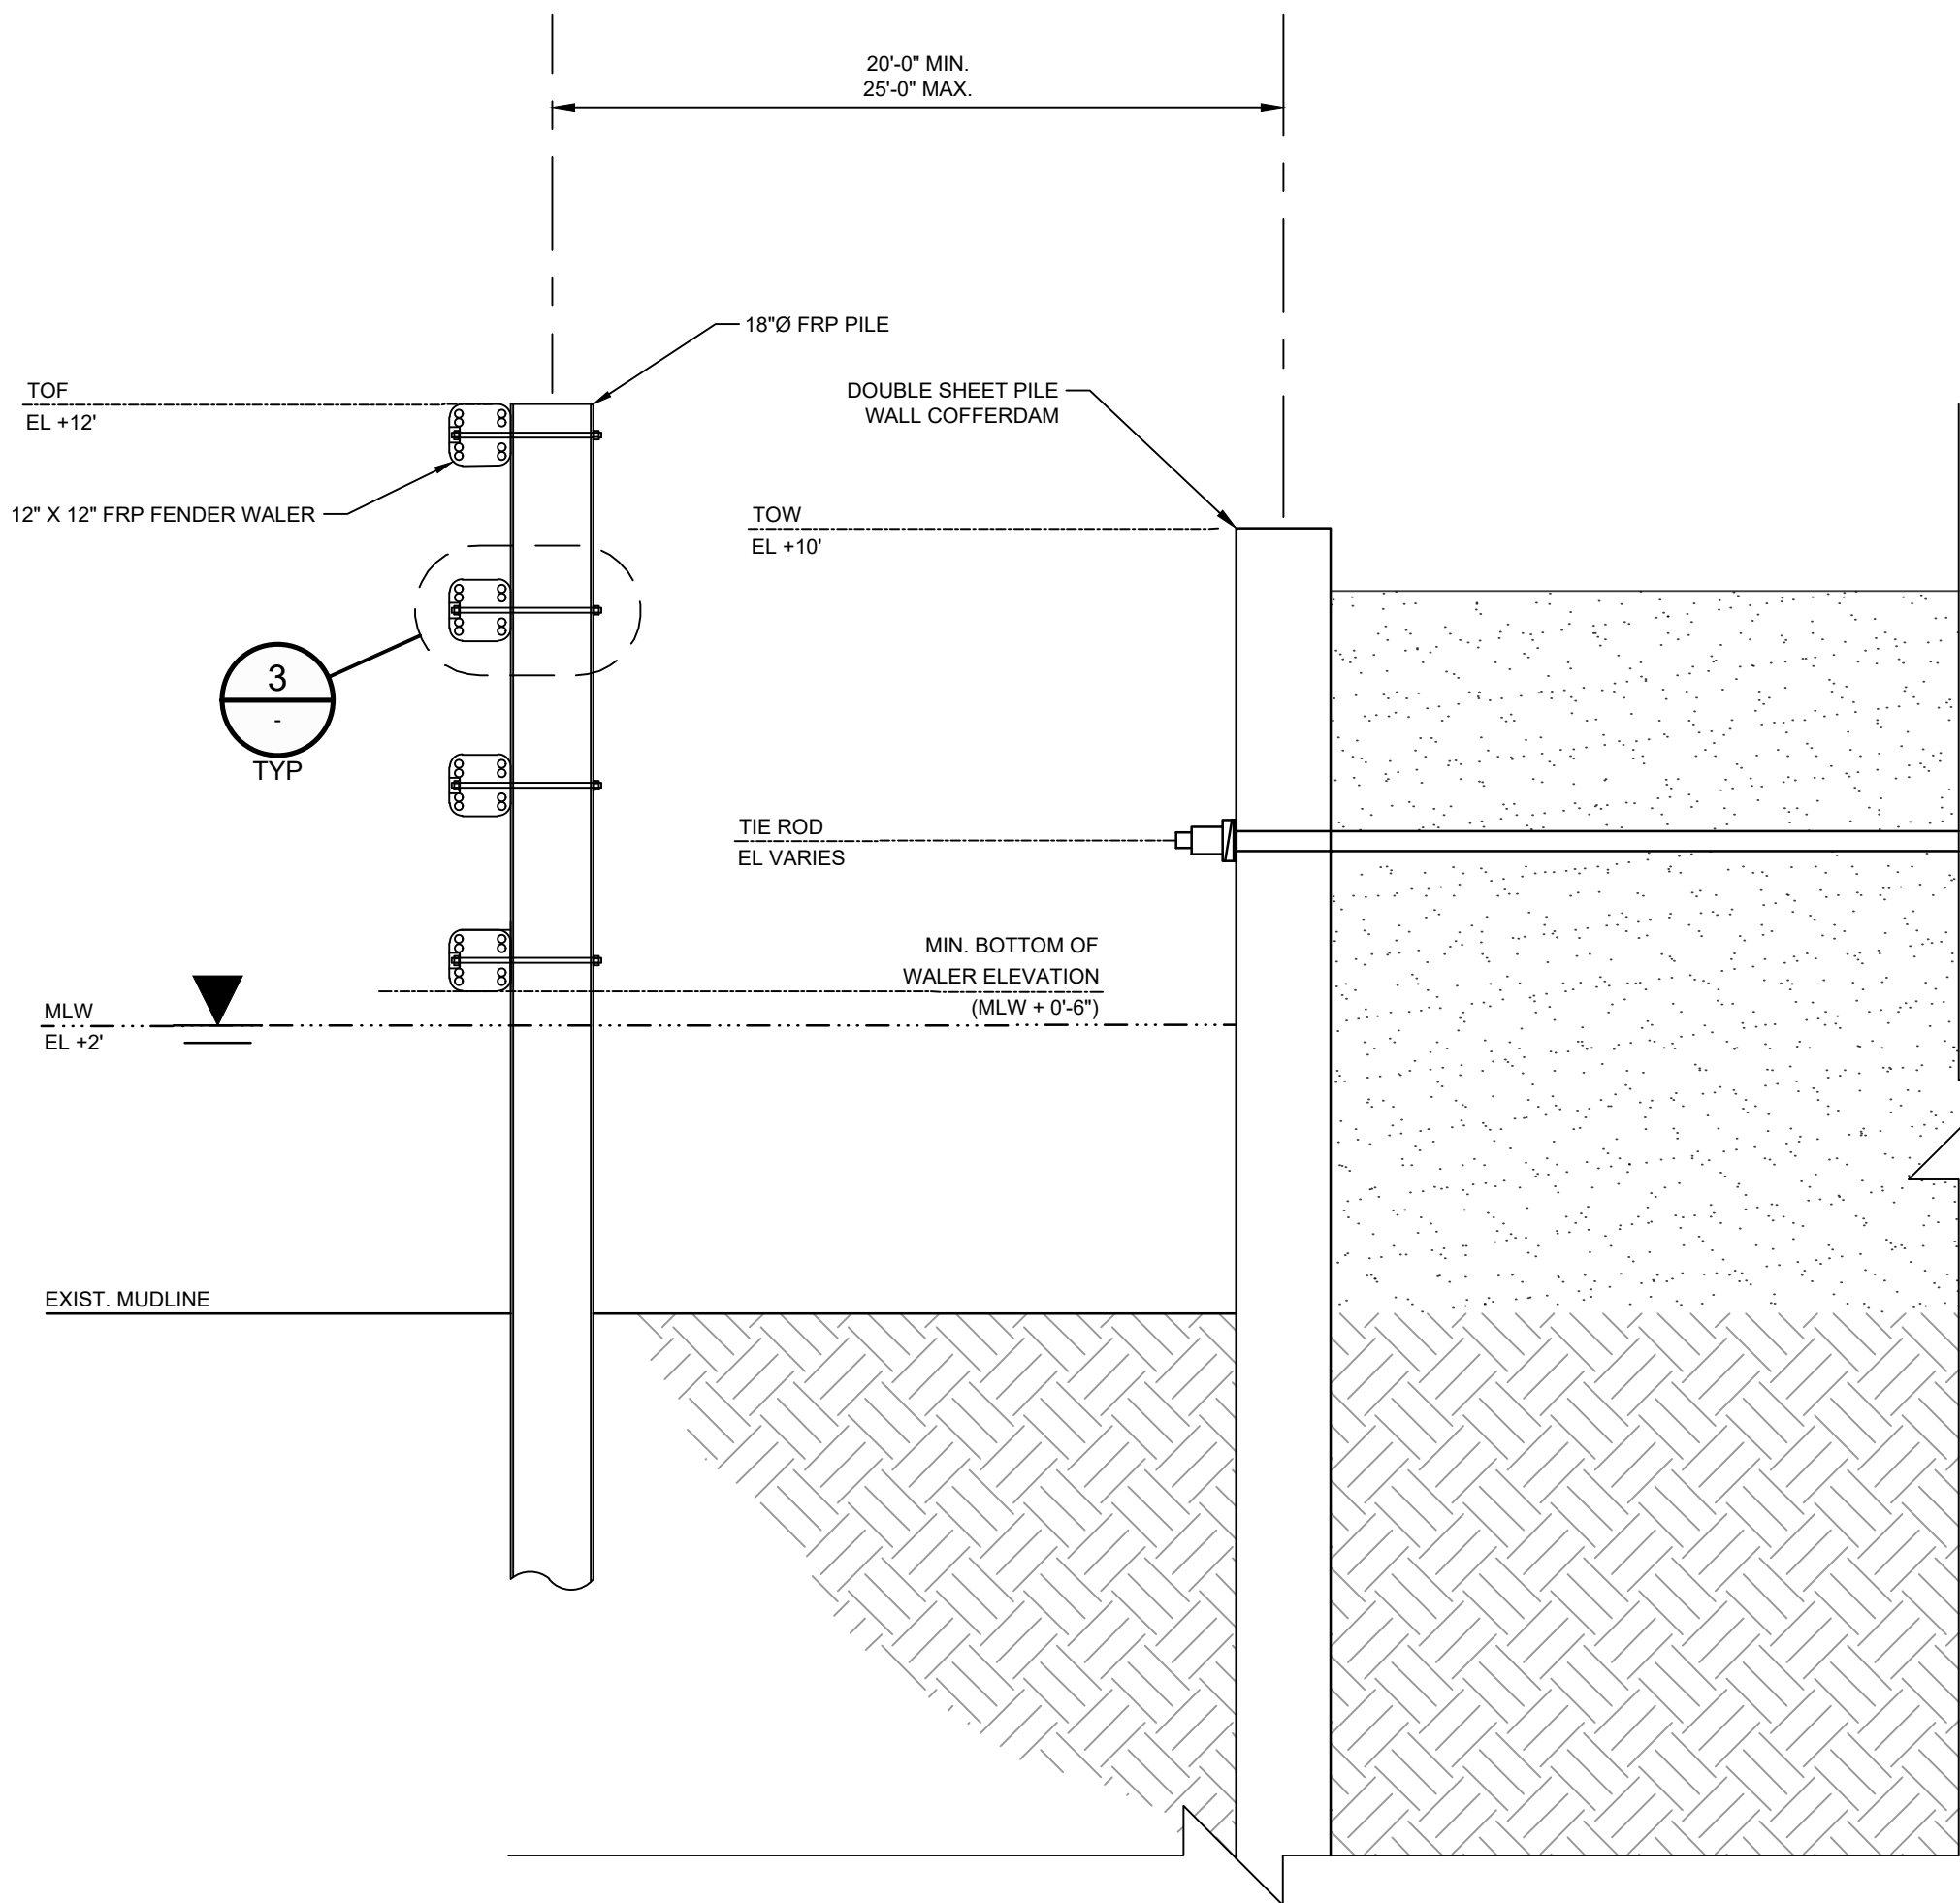 20'-0" MIN.
25'-0" MAX.
18"Ø FRP PILE
TOF
EL +12'
DOUBLE SHEET PILE
WALL COFFERDAM
12" X 12" FRP FENDER WALER
TOW
EL +10'
3
-
TYP
TIE ROD
EL VARIES
MIN. BOTTOM OF
WALER ELEVATION
(MLW + 0'-6")
MLW
EL +2'
EXIST. MUDLINE